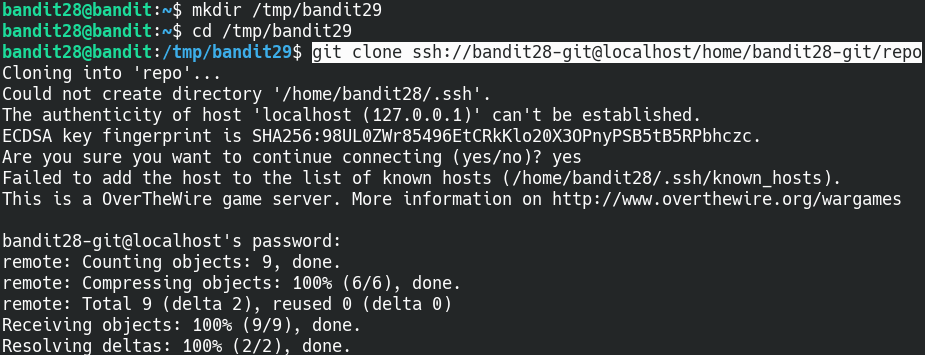 bandit28@bandit:~$ mkdir /tmp/bandit29
bandit28@bandit:~$ cd /tmp/bandit29
bandit28@bandit:/tmp/bandit29$ git clone ssh://bandit28-git@localhost/home/bandit28-git/repo
Cloning into 'repo'...
Could not create directory '/home/bandit28/.ssh'.
The authenticity of host 'localhost (127.0.0.1)' can't be established.
ECDSA key fingerprint is SHA256:98UL0ZWr85496EtCRkKlo20X3OPnyPSB5tB5RPbhczc.
Are you sure you want to continue connecting (yes/no)? yes
Failed to add the host to the list of known hosts (/home/bandit28/.ssh/known_hosts).
This is a OverTheWire game server. More information on http://www.overthewire.org/wargames
bandit28-git@localhost's password:
remote: Counting objects: 9, done.
remote: Compressing objects: 100% (6/6), done.
remote: Total 9 (delta 2), reused 0 (delta 0)
Receiving objects: 100% (9/9), done.
Resolving deltas: 100% (2/2), done.